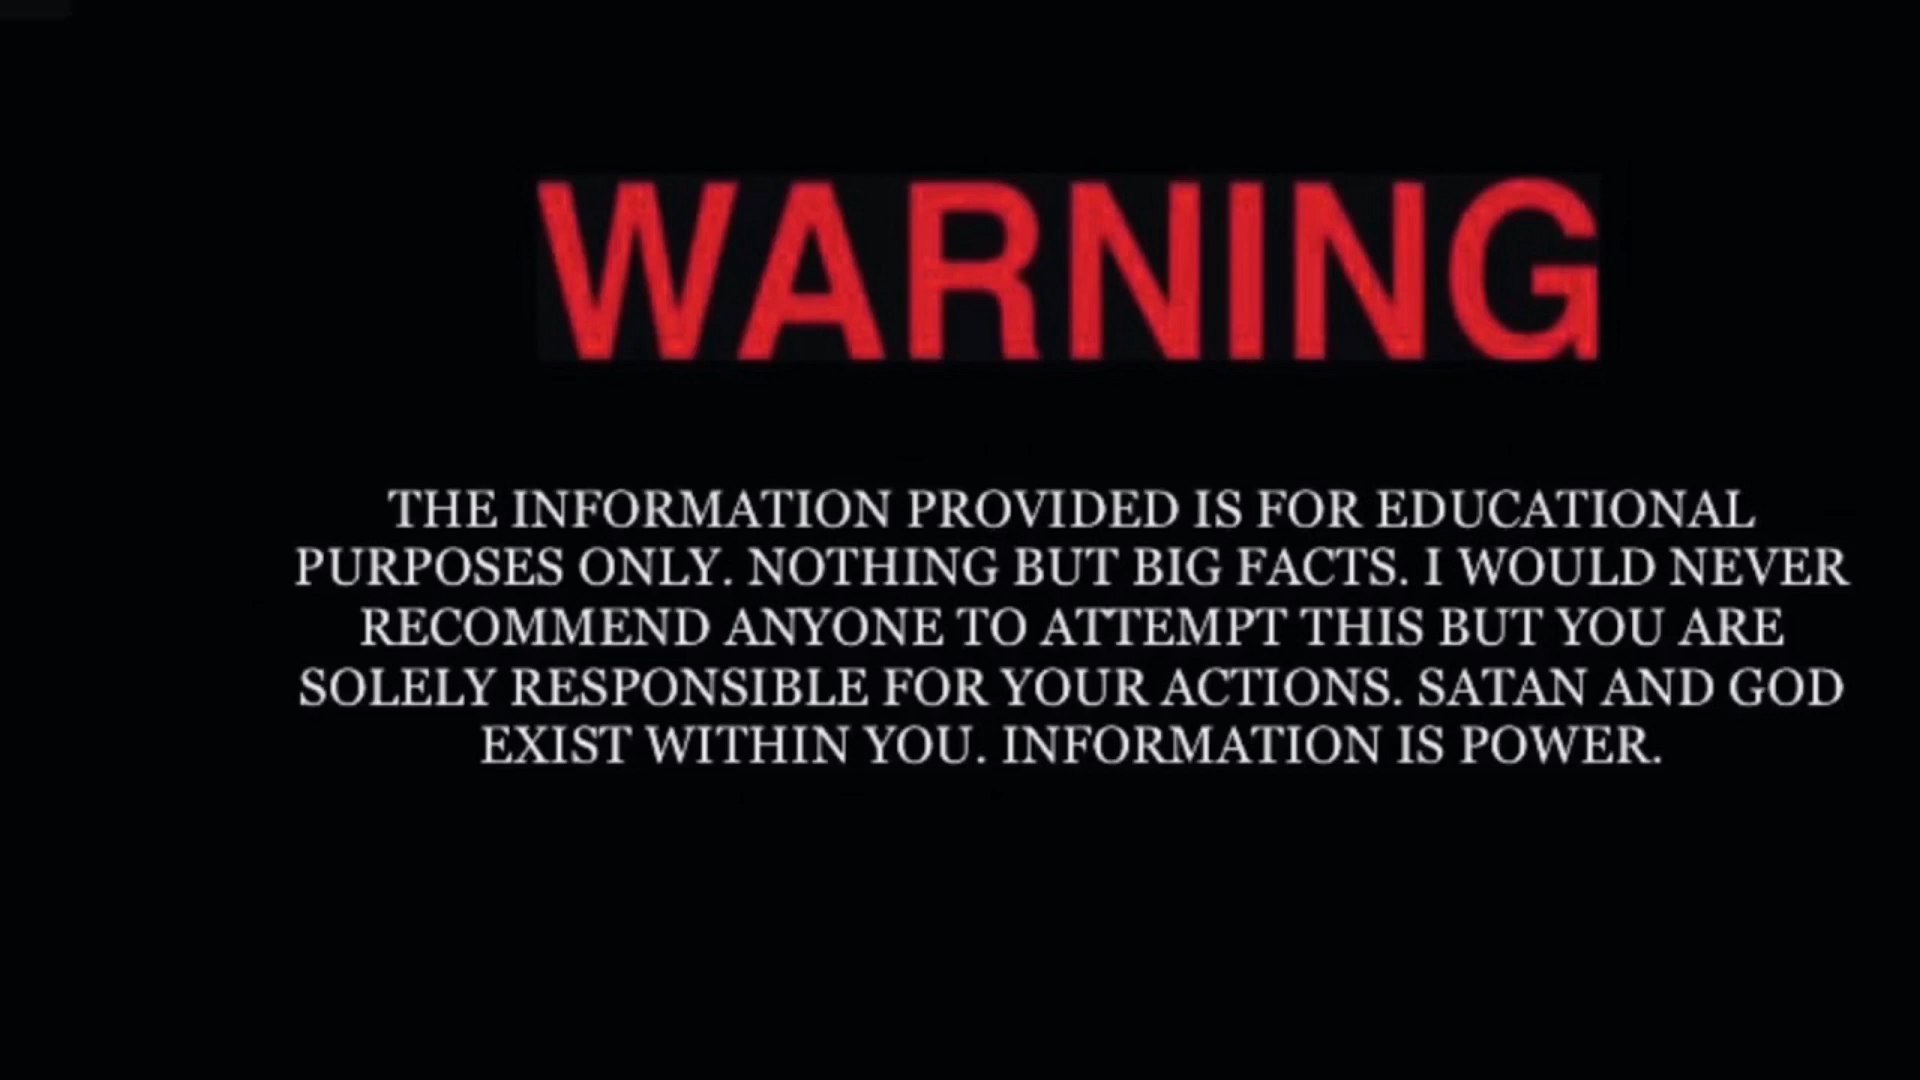 WARNING
THE INFORMATION PROVIDED IS FOR EDUCATIONAL
PURPOSES ONLY. NOTHING BUT BIG FACTS. I WOULD NEVER
RECOMMEND ANYONE TO ATTEMPT THIS BUT YOU ARE
SOLELY RESPONSIBLE FOR YOUR ACTIONS. SATAN AND GOD
EXIST WITHIN YOU. INFORMATION IS POWER.